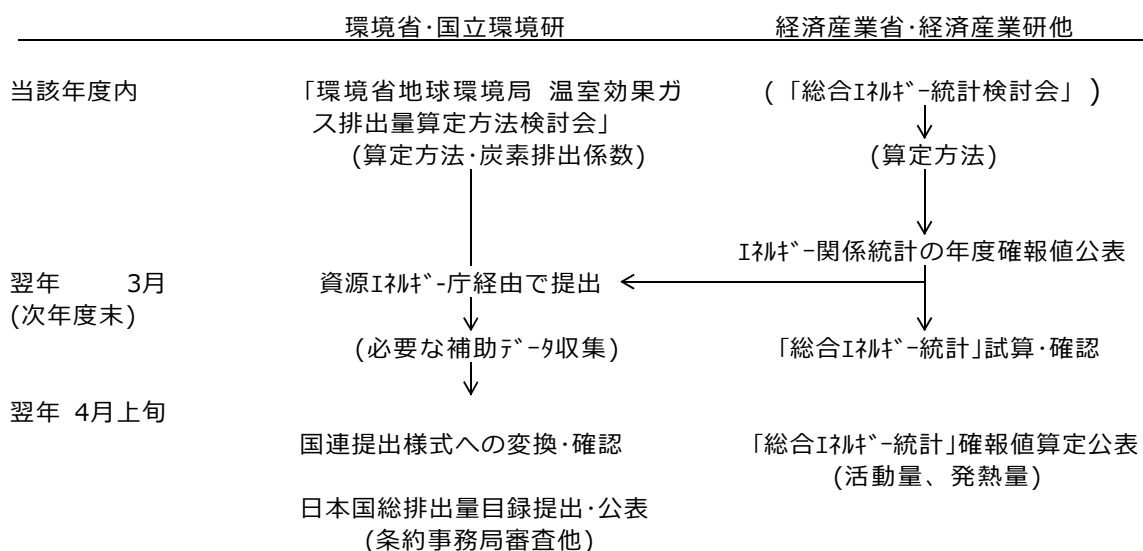 環境省·国立環境研 経済産業省·経済産業研他
当該年度内 「環境省地球環境局 温室効果ガ (「総合ｴﾈﾙｷﾞｰ統計検討会」)
ス排出量算定方法検討会」
(算定方法·炭素排出係数) (算定方法)
ｴﾈﾙｷﾞｰ関係統計の年度確報値公表
翌年 3月 資源ｴﾈﾙｷﾞ-庁経由で提出
(次年度末)
(必要な補助ﾃﾞｰﾀ収集) 「総合ｴﾈﾙｷﾞｰ統計」試算·確認
翌年 4月上旬
国連提出様式への変換·確認 「総合ｴﾈﾙｷﾞｰ統計」確報値算定公表
(活動量、発熱量)
日本国総排出量目録提出·公表
(条約事務局審査他)